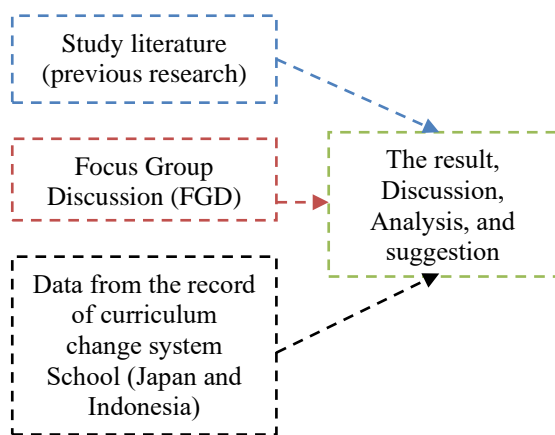 Study literature
(previous research)
Focus Group
Discussion (FGD)
Data from the record
of curriculum
change system
School (Japan and
Indonesia)
The result,
Discussion,
Analysis, and
suggestion